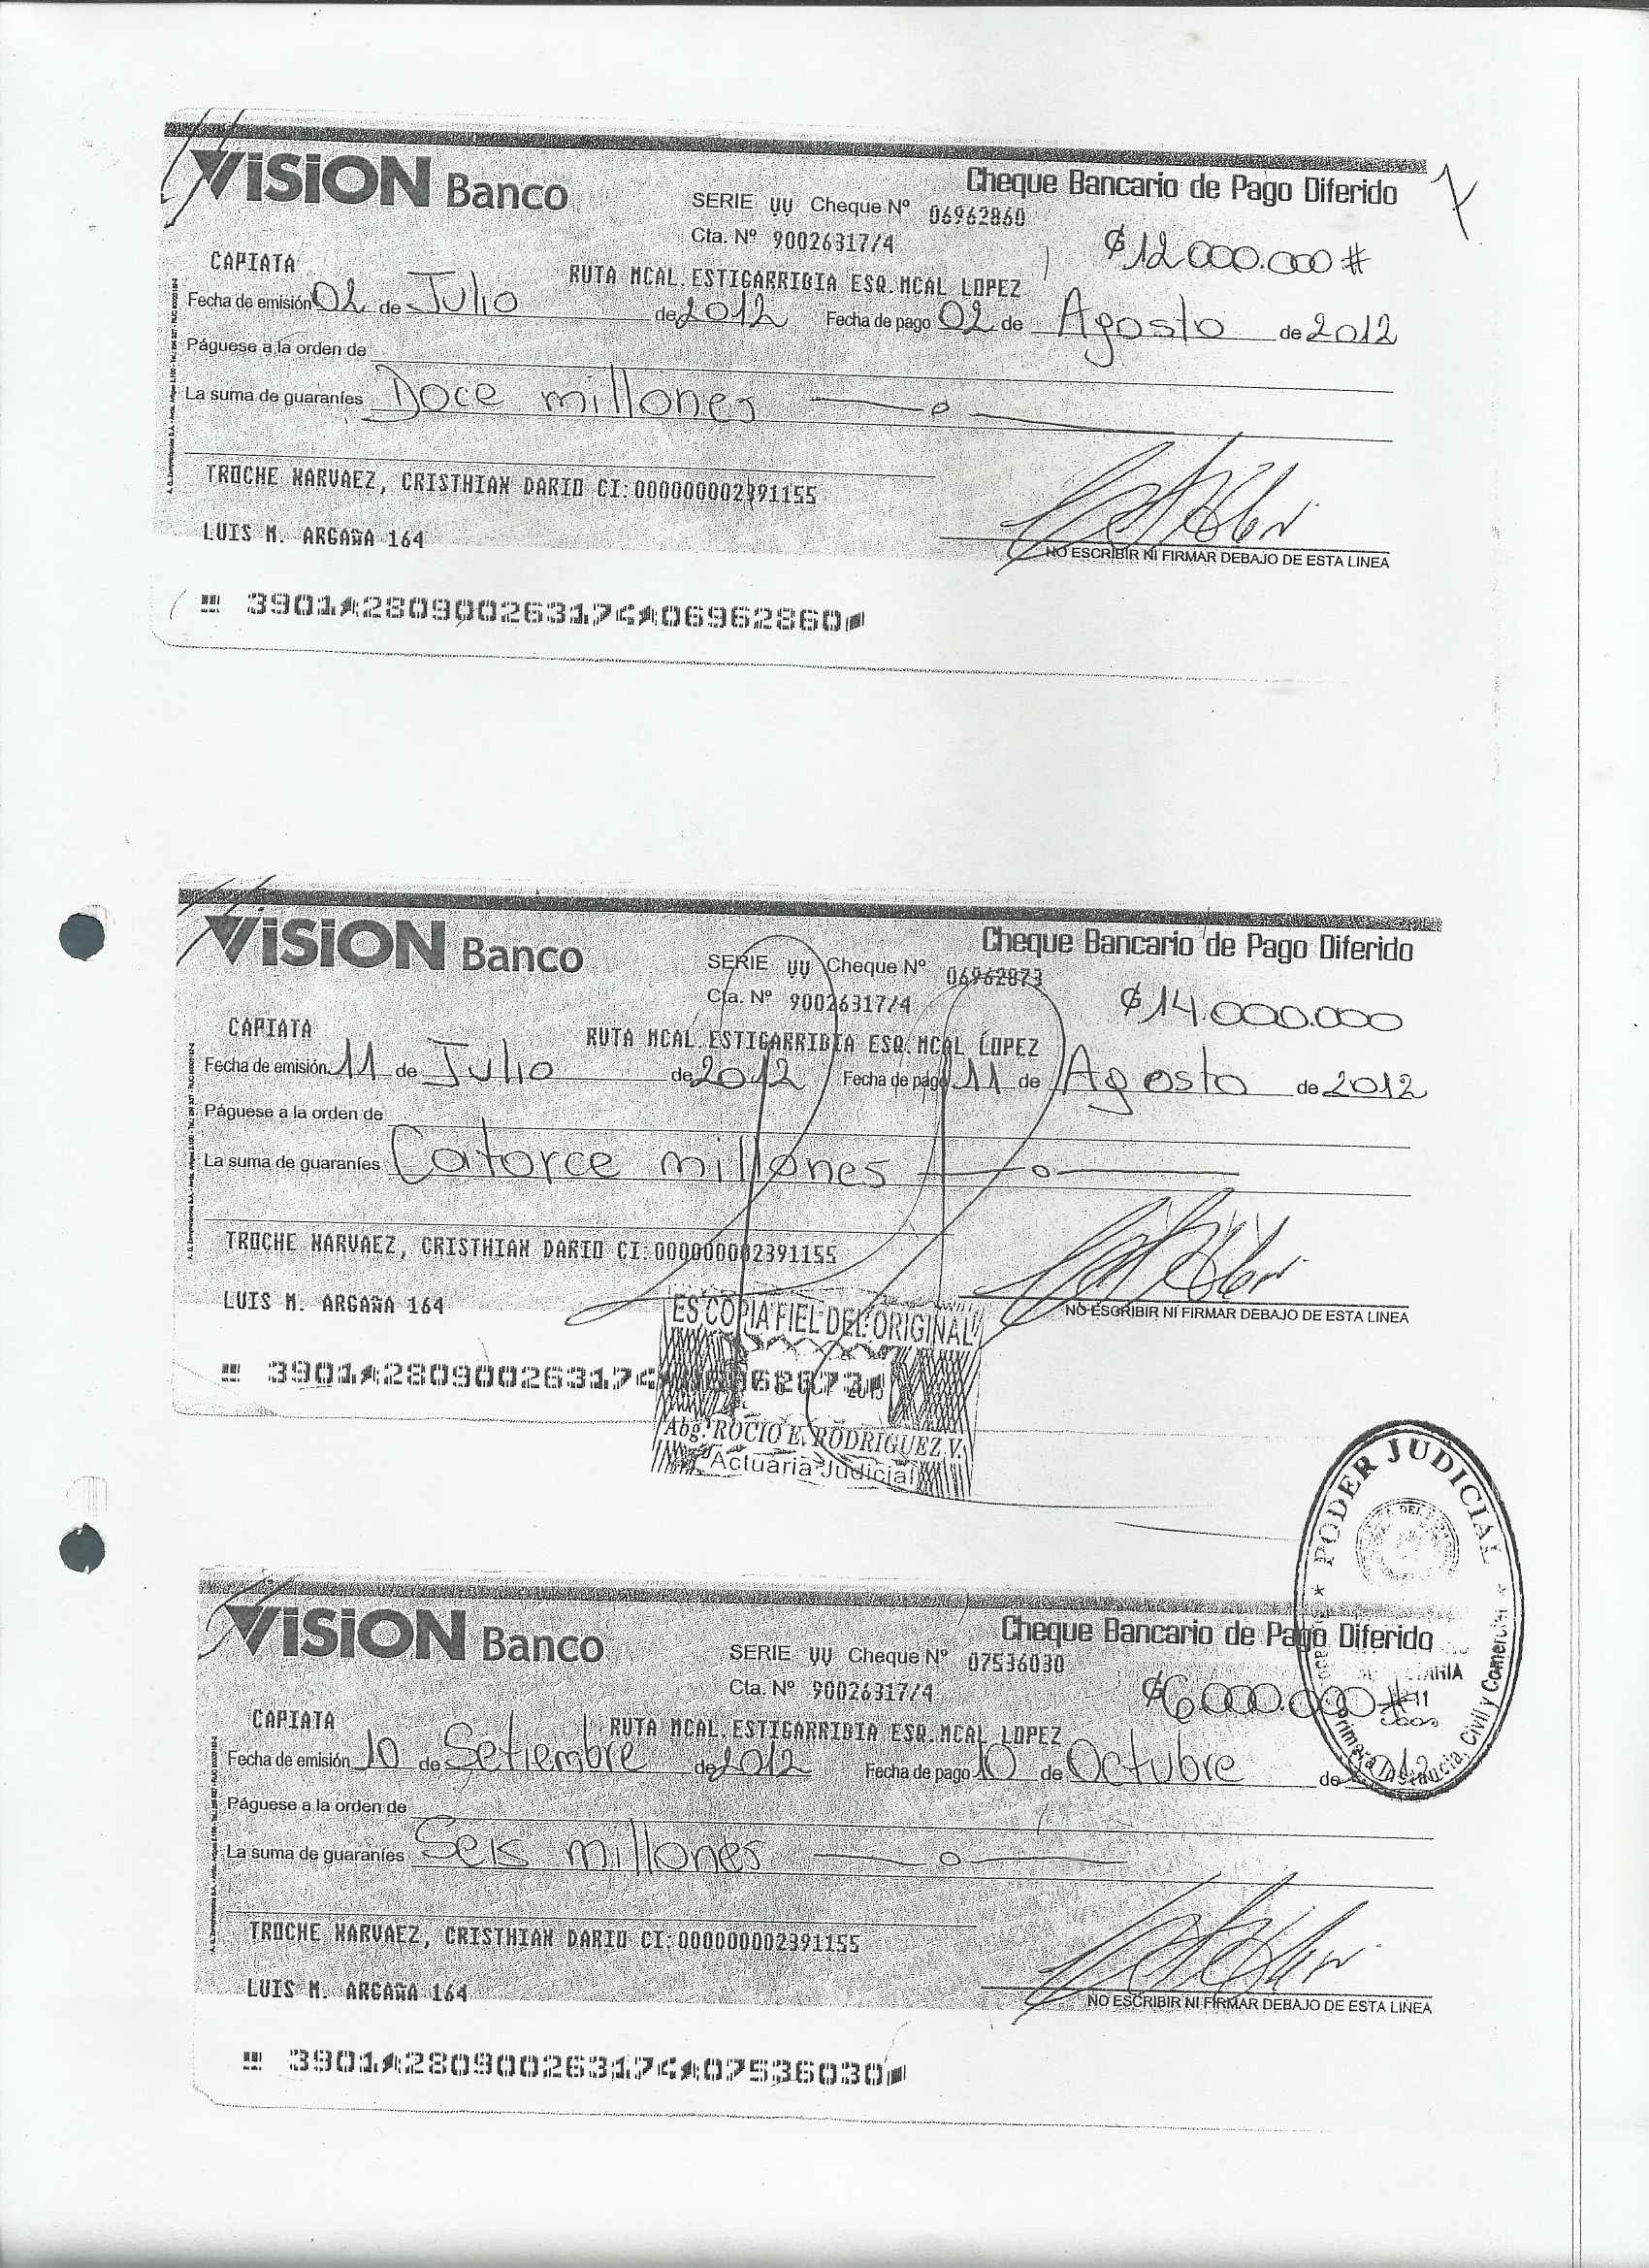 ViSiON Banco
Cheque Bancario de Pago Diferido
SERIE UU Cheque Nº 06962860
Cta. Nº 90026317/4
₲ 12.000.000 #
CAPIATA
RUTA MCAL. ESTIGARRIBIA ESQ. MCAL LOPEZ
Fecha de emisión 02 de Julio de 2012 Fecha de pago 02 de Agosto de 2012
Páguese a la orden de
La suma de guaraníes Doce millones
TROCHE NARVAEZ, CRISTHIAN DARIO CI:000000002391155
LUIS M. ARGAÑA 164
NO ESCRIBIR NI FIRMAR DEBAJO DE ESTA LINEA
3901 28090026317 06962860
ViSiON Banco
Cheque Bancario de Pago Diferido
SERIE UU Cheque Nº 06962873
Cta. Nº 90026317/4
₲ 14.000.000
CAPIATA
RUTA MCAL. ESTIGARRIBIA ESQ. MCAL LOPEZ
Fecha de emisión 11 de Julio de 2012 Fecha de pago 11 de Agosto de 2012
Páguese a la orden de
La suma de guaraníes Catorce millones
TROCHE NARVAEZ, CRISTHIAN DARIO CI:000000002391155
LUIS M. ARGAÑA 164
NO ESCRIBIR NI FIRMAR DEBAJO DE ESTA LINEA
ES COPIA FIEL DEL ORIGINAL
3901 28090026317
Abg. ROCIO E. RODRIGUEZ V.
Actuaria Judicial
PODER JUDICIAL
Primera Instancia, Civil y Comercial
ViSiON Banco
Cheque Bancario de Pago Diferido
SERIE UU Cheque Nº 07536030
Cta. Nº 90026317/4
₲ 6.000.000 #
CAPIATA
RUTA MCAL. ESTIGARRIBIA ESQ. MCAL LOPEZ
Fecha de emisión 10 de Setiembre de 2012 Fecha de pago 10 de Octubre de 2012
Páguese a la orden de
La suma de guaraníes Seis millones
TROCHE NARVAEZ, CRISTHIAN DARIO CI:000000002391155
LUIS M. ARGAÑA 164
NO ESCRIBIR NI FIRMAR DEBAJO DE ESTA LINEA
3901 28090026317 07536030